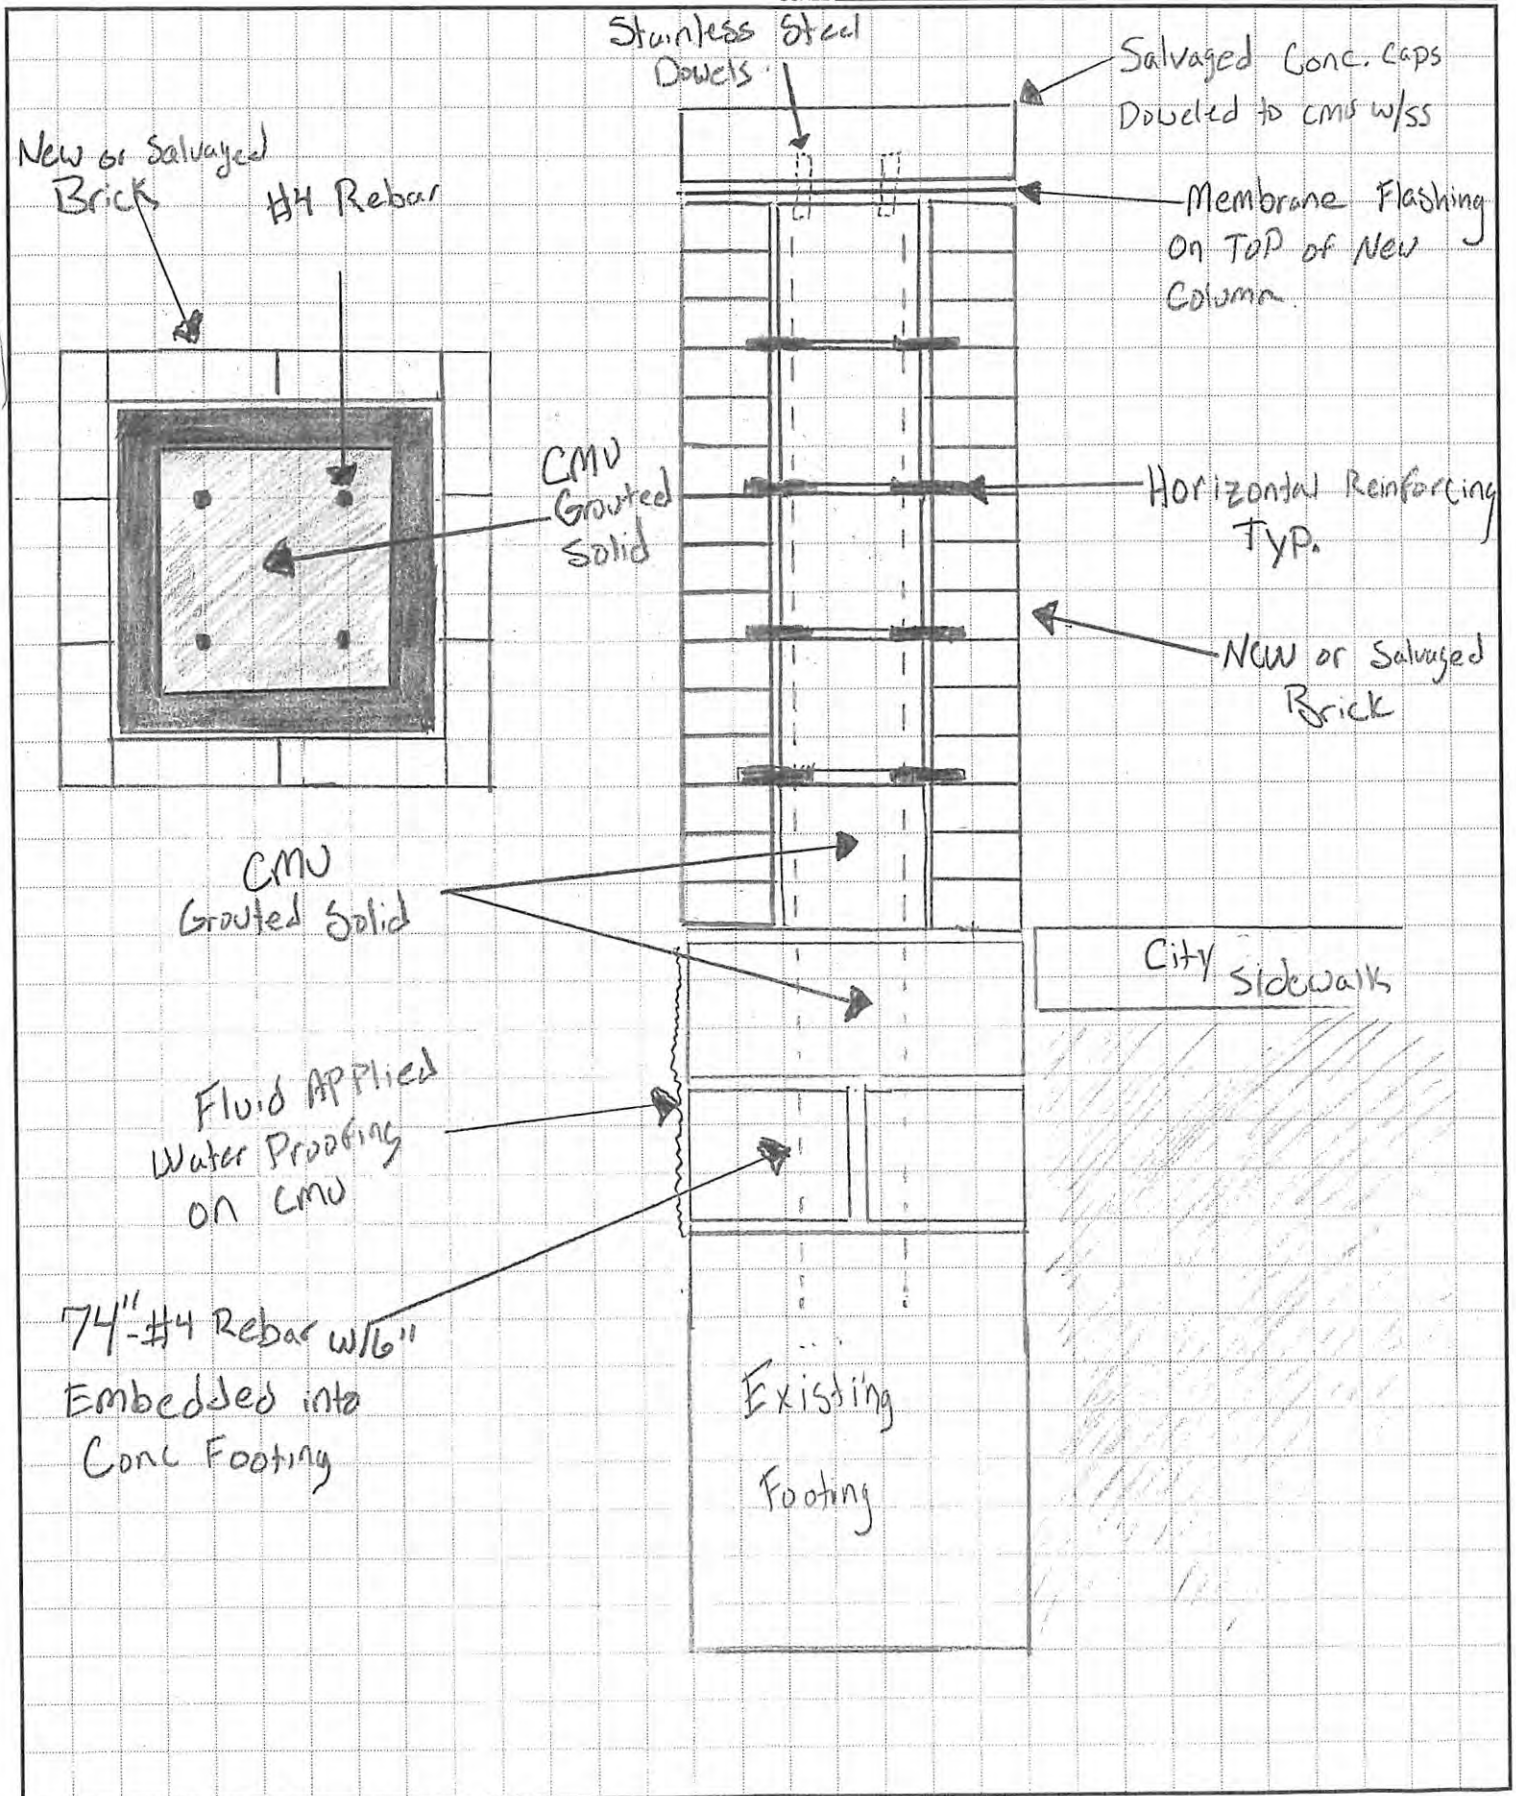 Stainless Steel
Dowels
Salvaged Conc. Caps
Doweled to CMU w/ss
New or Salvaged
Brick
#4 Rebar
Membrane Flashing
On TOP of New
Column.
CMU
Grouted
Solid
Horizontal Reinforcing
Typ.
New or Salvaged
Brick
CMU
Grouted Solid
City Sidewalk
Fluid APPlied
Water Proofing
on CMU
74"-#4 Rebar w/6"
Embedded into
Conc Footing
Existing
Footing